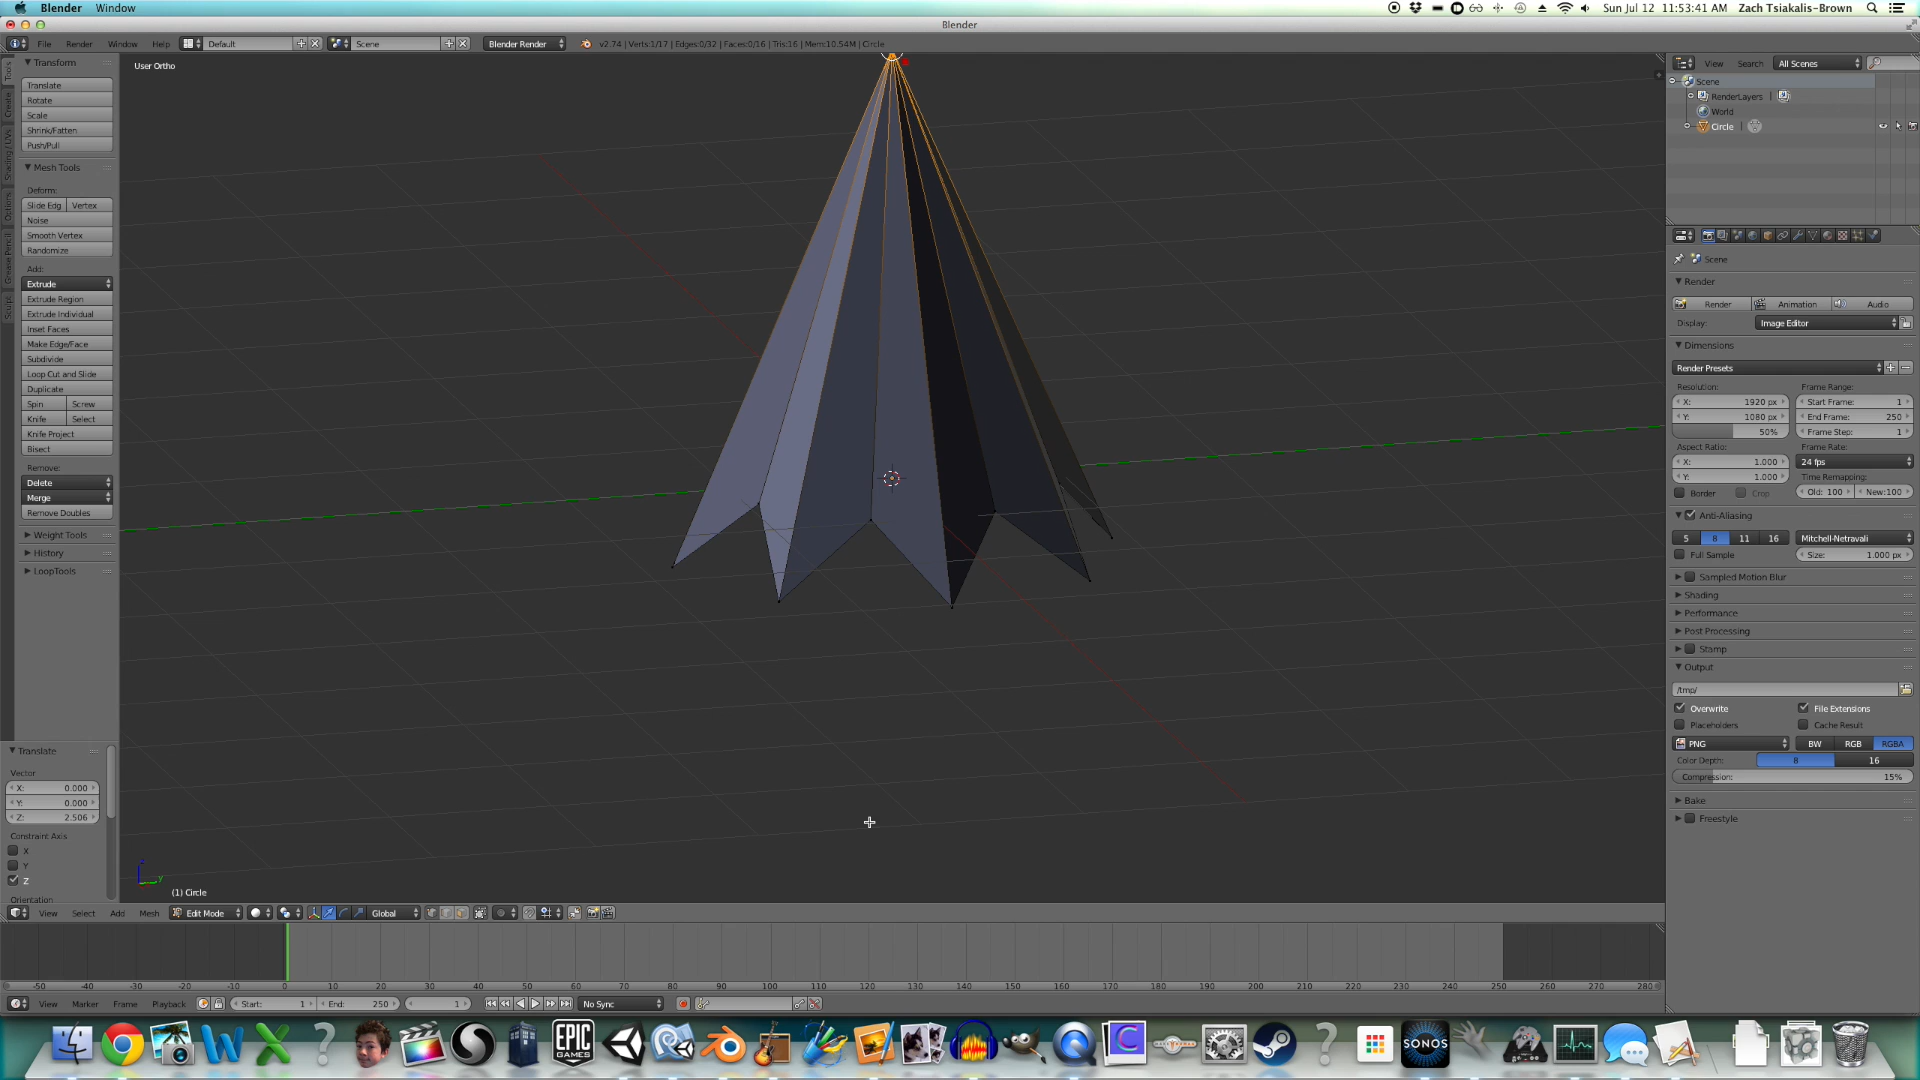 Blender Window Sun Jul 12 11:53:41 AM Zach Tsiakalis-Brown
Blender
File Render Window Help Default Scene Blender Render v2.74 | Verts:1/17 | Edges:0/32 | Faces:0/16 | Tris:16 | Mem:10.54M | Circle
Tools
Create
Shading / UVs
Options
Grease Pencil
Sculpt
Transform
Translate
Rotate
Scale
Shrink/Fatten
Push/Pull
Mesh Tools
Deform:
Slide Edg Vertex
Noise
Smooth Vertex
Randomize
Add:
Extrude
Extrude Region
Extrude Individual
Inset Faces
Make Edge/Face
Subdivide
Loop Cut and Slide
Duplicate
Spin Screw
Knife Select
Knife Project
Bisect
Remove:
Delete
Merge
Remove Doubles
Weight Tools
History
LoopTools
Translate
Vector
X: 0.000
Y: 0.000
Z: 2.506
Constraint Axis
X
Y
Z
Orientation
User Ortho
z
y
(1) Circle
View Search All Scenes
Scene
RenderLayers |
World
Circle |
Scene
Render
Render Animation Audio
Display: Image Editor
Dimensions
Render Presets
Resolution: Frame Range:
X: 1920 px Start Frame: 1
Y: 1080 px End Frame: 250
50% Frame Step: 1
Aspect Ratio: Frame Rate:
X: 1.000 24 fps
Y: 1.000 Time Remapping:
Border Crop Old: 100 New:100
Anti-Aliasing
5 8 11 16 Mitchell-Netravali
Full Sample Size: 1.000 px
Sampled Motion Blur
Shading
Performance
Post Processing
Stamp
Output
/tmp/
Overwrite File Extensions
Placeholders Cache Result
PNG BW RGB RGBA
Color Depth: 8 16
Compression: 15%
Bake
Freestyle
View Select Add Mesh Edit Mode Global
-50 -40 -30 -20 -10 0 10 20 30 40 50 60 70 80 90 100 110 120 130 140 150 160 170 180 190 200 210 220 230 240 250 260 270 280
View Marker Frame Playback Start: 1 End: 250 1 No Sync
EPIC
GAMES
SONOS